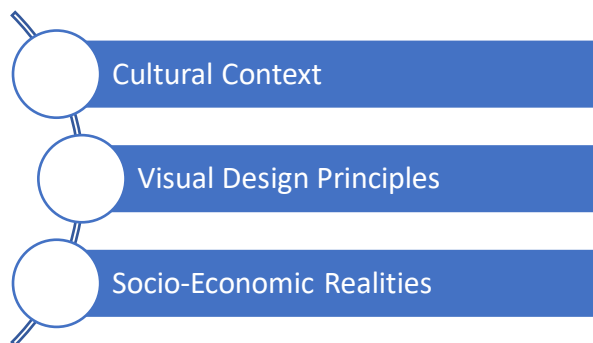 Cultural Context
Visual Design Principles
Socio-Economic Realities